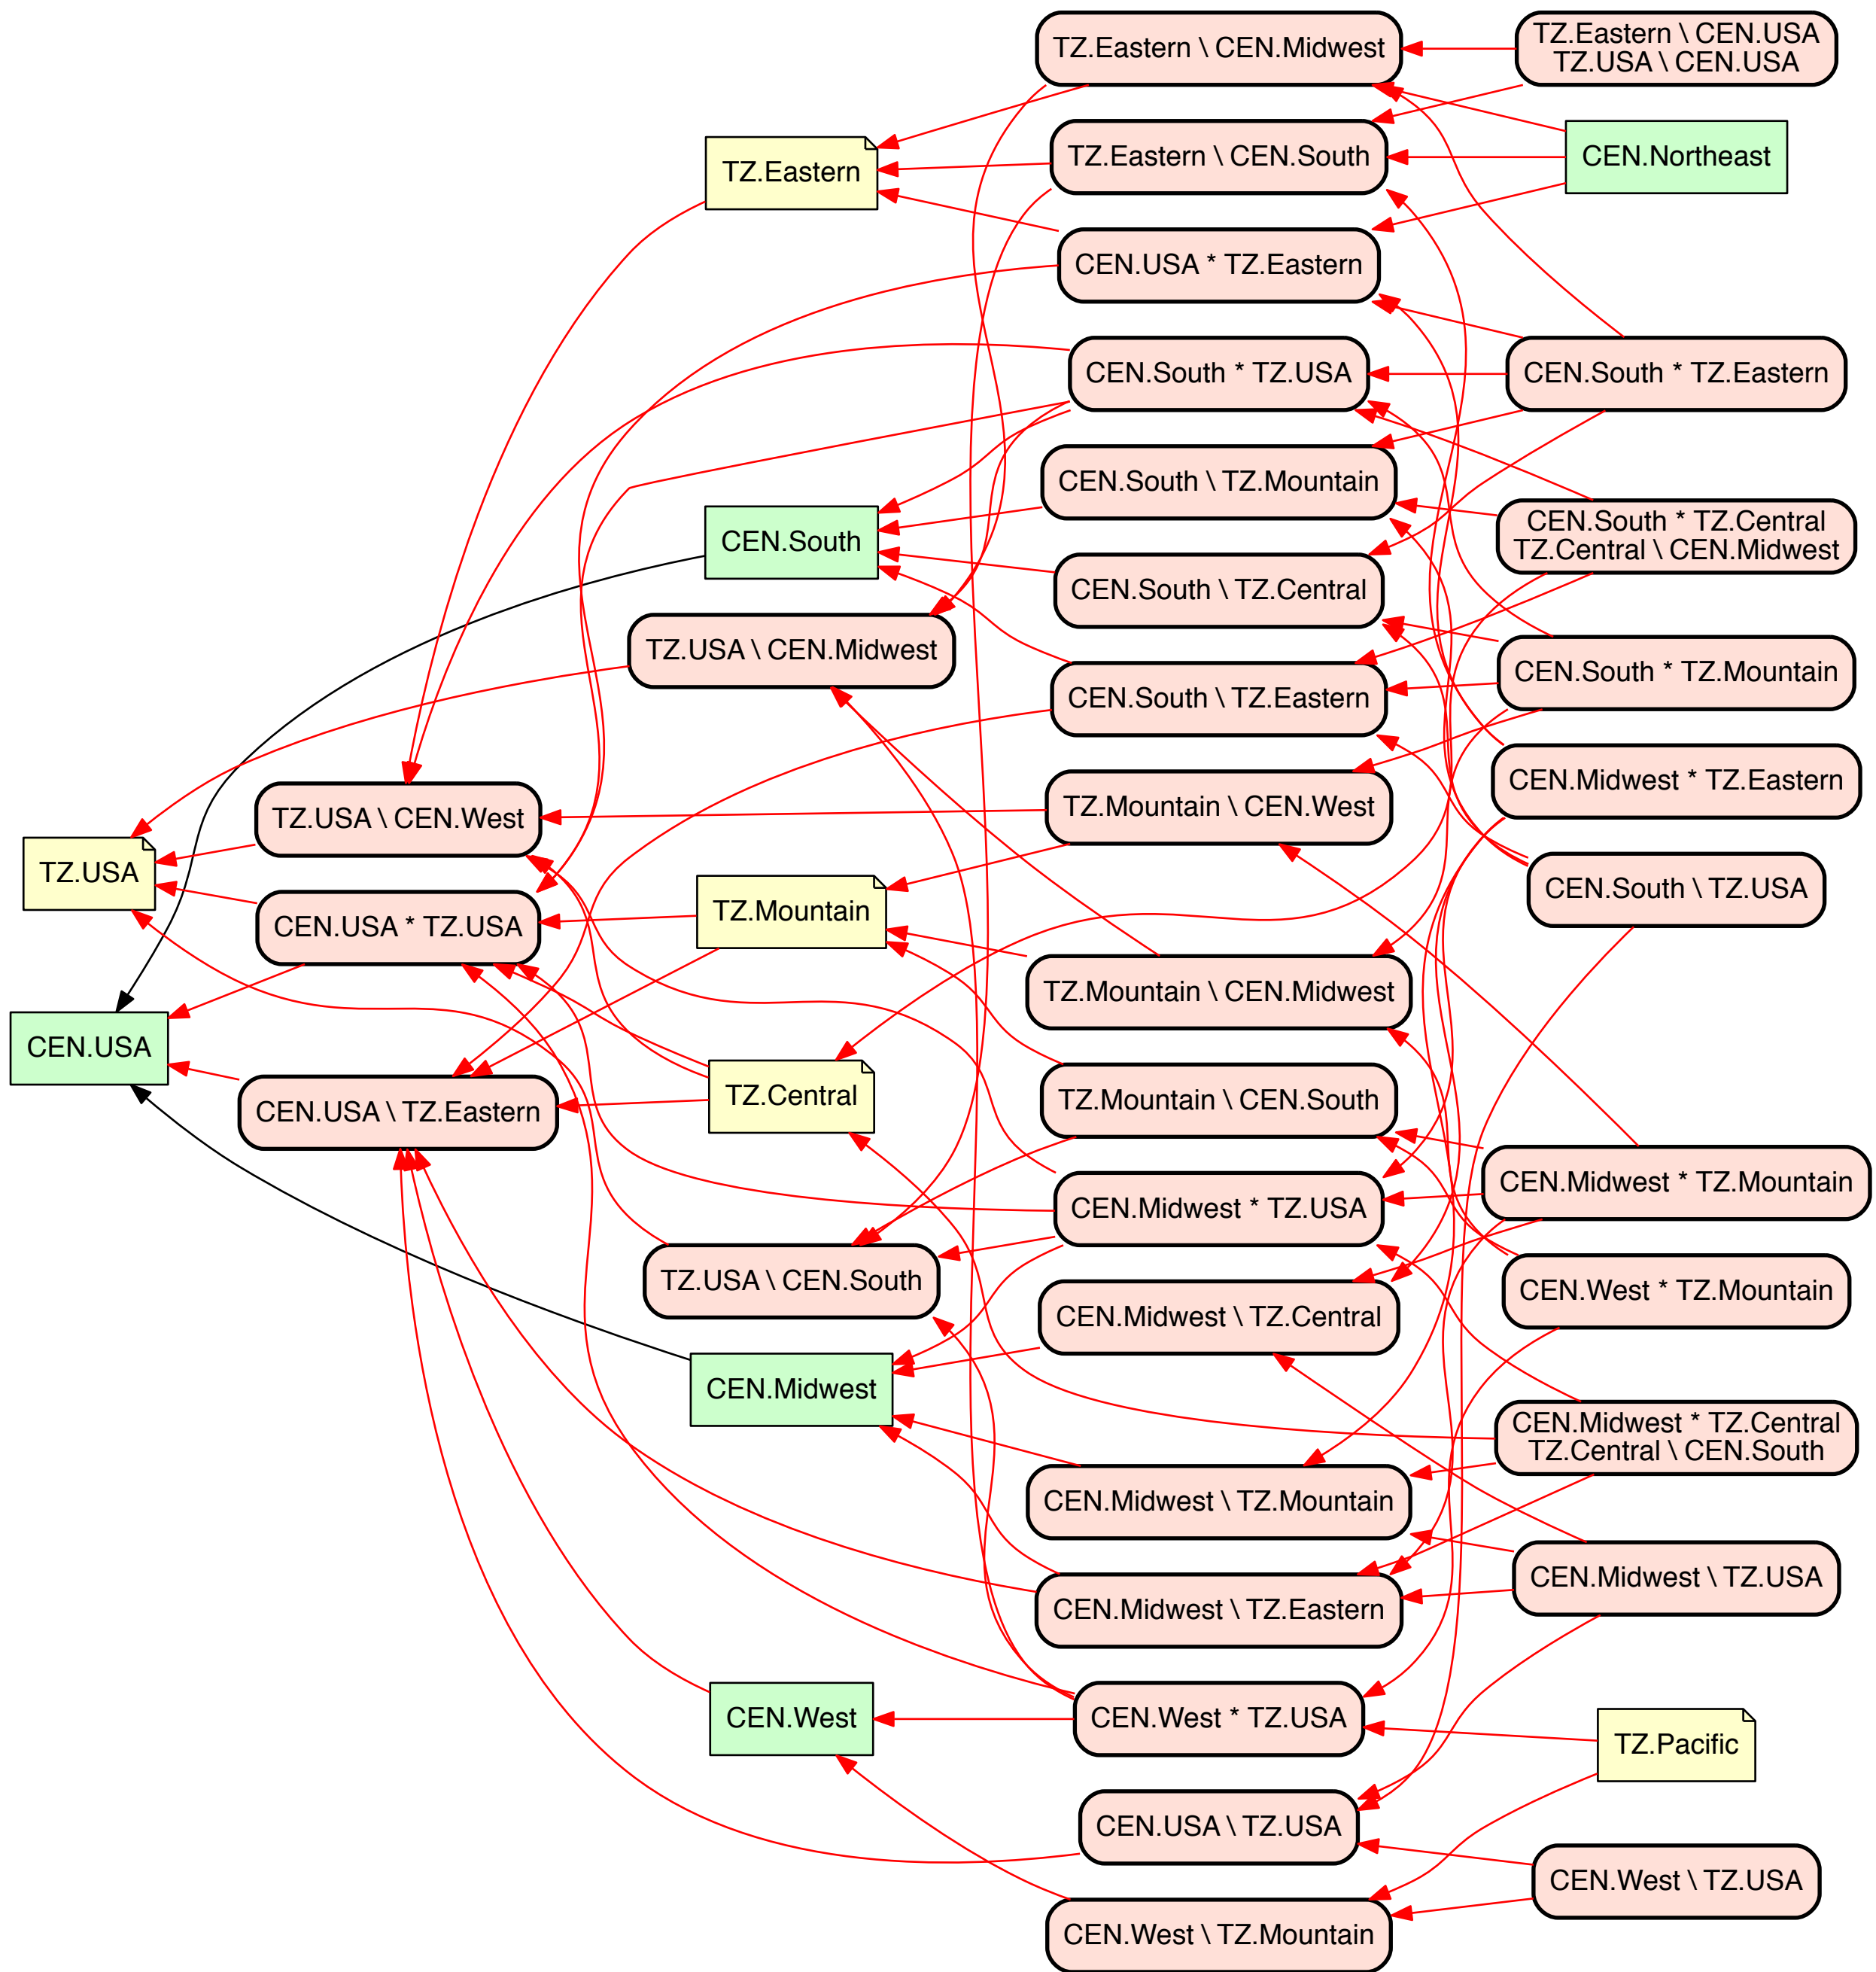 TZ.Eastern \ CEN.Midwest
TZ.Eastern \ CEN.USA
TZ.USA \ CEN.USA
TZ.Eastern
TZ.Eastern \ CEN.South
CEN.Northeast
CEN.USA * TZ.Eastern
CEN.South * TZ.USA
CEN.South * TZ.Eastern
CEN.South \ TZ.Mountain
CEN.South
CEN.South * TZ.Central
TZ.Central \ CEN.Midwest
CEN.South \ TZ.Central
TZ.USA \ CEN.Midwest
CEN.South \ TZ.Eastern
CEN.South * TZ.Mountain
TZ.USA \ CEN.West
TZ.Mountain \ CEN.West
CEN.Midwest * TZ.Eastern
TZ.USA
CEN.USA * TZ.USA
TZ.Mountain
CEN.South \ TZ.USA
TZ.Mountain \ CEN.Midwest
CEN.USA
CEN.USA \ TZ.Eastern
TZ.Central
TZ.Mountain \ CEN.South
CEN.Midwest * TZ.USA
CEN.Midwest * TZ.Mountain
TZ.USA \ CEN.South
CEN.Midwest \ TZ.Central
CEN.West * TZ.Mountain
CEN.Midwest
CEN.Midwest * TZ.Central
TZ.Central \ CEN.South
CEN.Midwest \ TZ.Mountain
CEN.Midwest \ TZ.Eastern
CEN.Midwest \ TZ.USA
CEN.West
CEN.West * TZ.USA
TZ.Pacific
CEN.USA \ TZ.USA
CEN.West \ TZ.USA
CEN.West \ TZ.Mountain